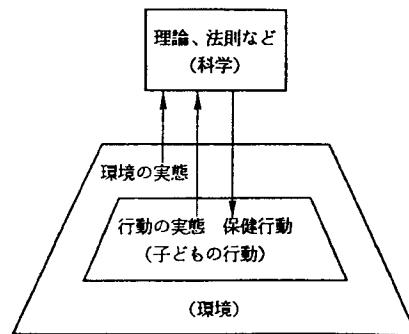 理論、法則など
(科学)
環境の実態
行動の実態 保健行動
(子どもの行動)
(環境)